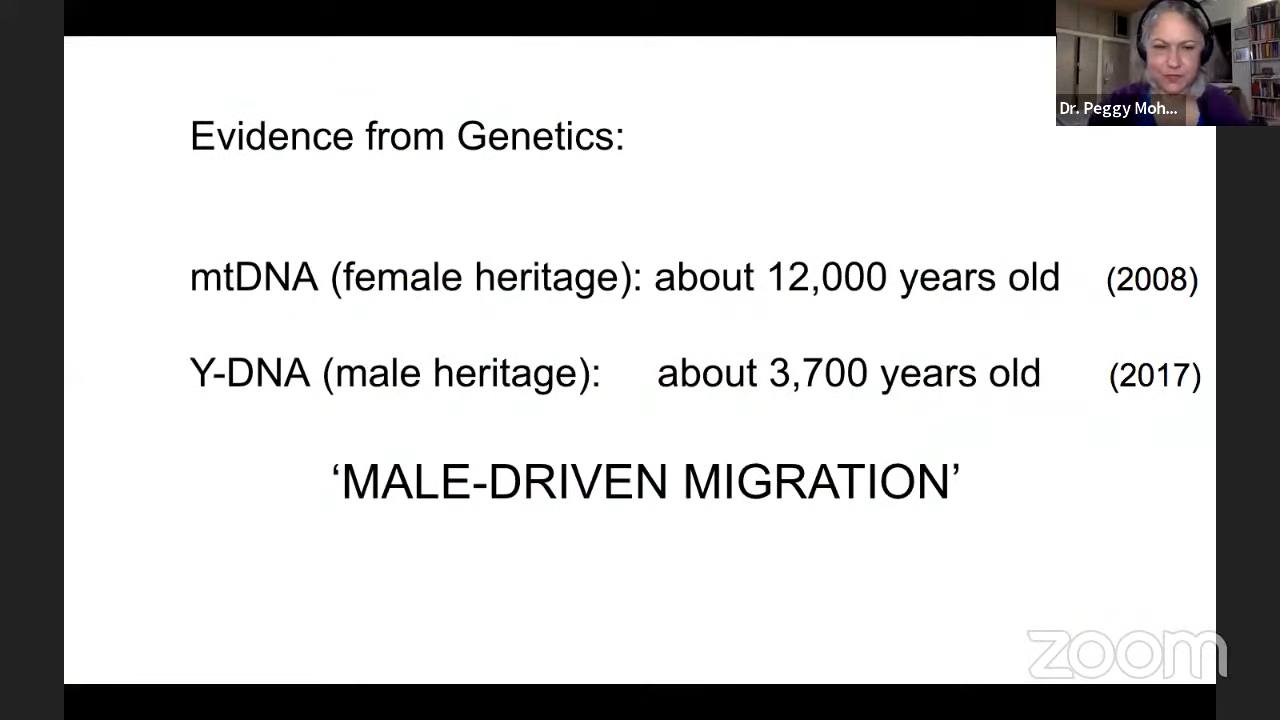 Dr. Peggy Moh...
Evidence from Genetics:
mtDNA (female heritage): about 12,000 years old (2008)
Y-DNA (male heritage): about 3,700 years old (2017)
‘MALE-DRIVEN MIGRATION’
zoom